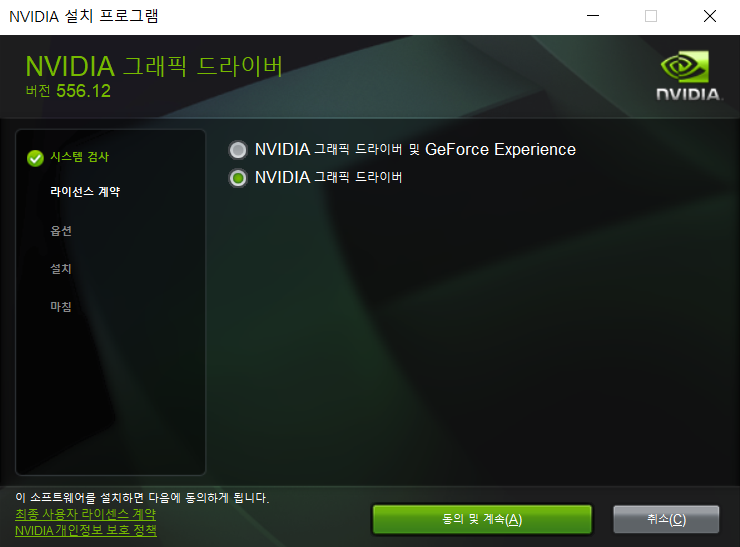 NVIDIA 설치 프로그램
NVIDIA 그래픽 드라이버
버전 556.12
NVIDIA.
시스템 검사
라이선스 계약
옵션
설치
마침
NVIDIA 그래픽 드라이버 및 GeForce Experience
NVIDIA 그래픽 드라이버
이 소프트웨어를 설치하면 다음에 동의하게 됩니다.
최종 사용자 라이센스 계약
NVIDIA 개인정보 보호 정책
동의 및 계속(A)
취소(C)